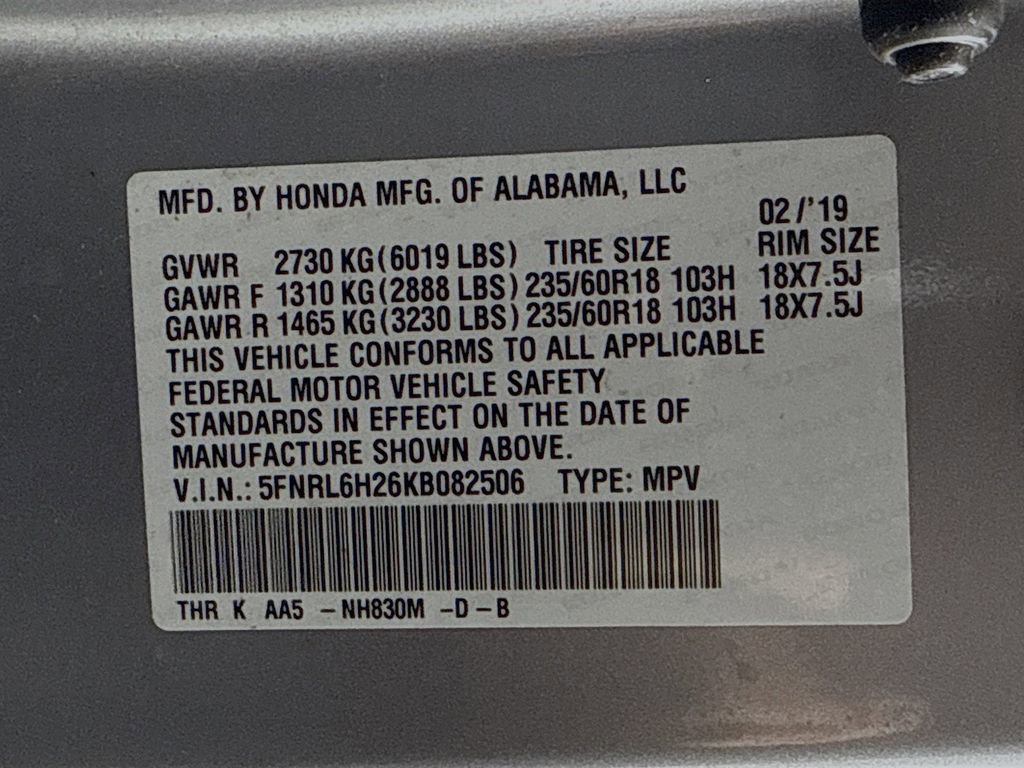 MFD. BY HONDA MFG. OF ALABAMA, LLC
02/'19
GVWR 2730 KG (6019 LBS) TIRE SIZE RIM SIZE
GAWR F 1310 KG (2888 LBS) 235/60R18 103H 18X7.5J
GAWR R 1465 KG (3230 LBS) 235/60R18 103H 18X7.5J
THIS VEHICLE CONFORMS TO ALL APPLICABLE
FEDERAL MOTOR VEHICLE SAFETY
STANDARDS IN EFFECT ON THE DATE OF
MANUFACTURE SHOWN ABOVE.
V.I.N.: 5FNRL6H26KB082506 TYPE: MPV
THR K AA5 - NH830M - D - B